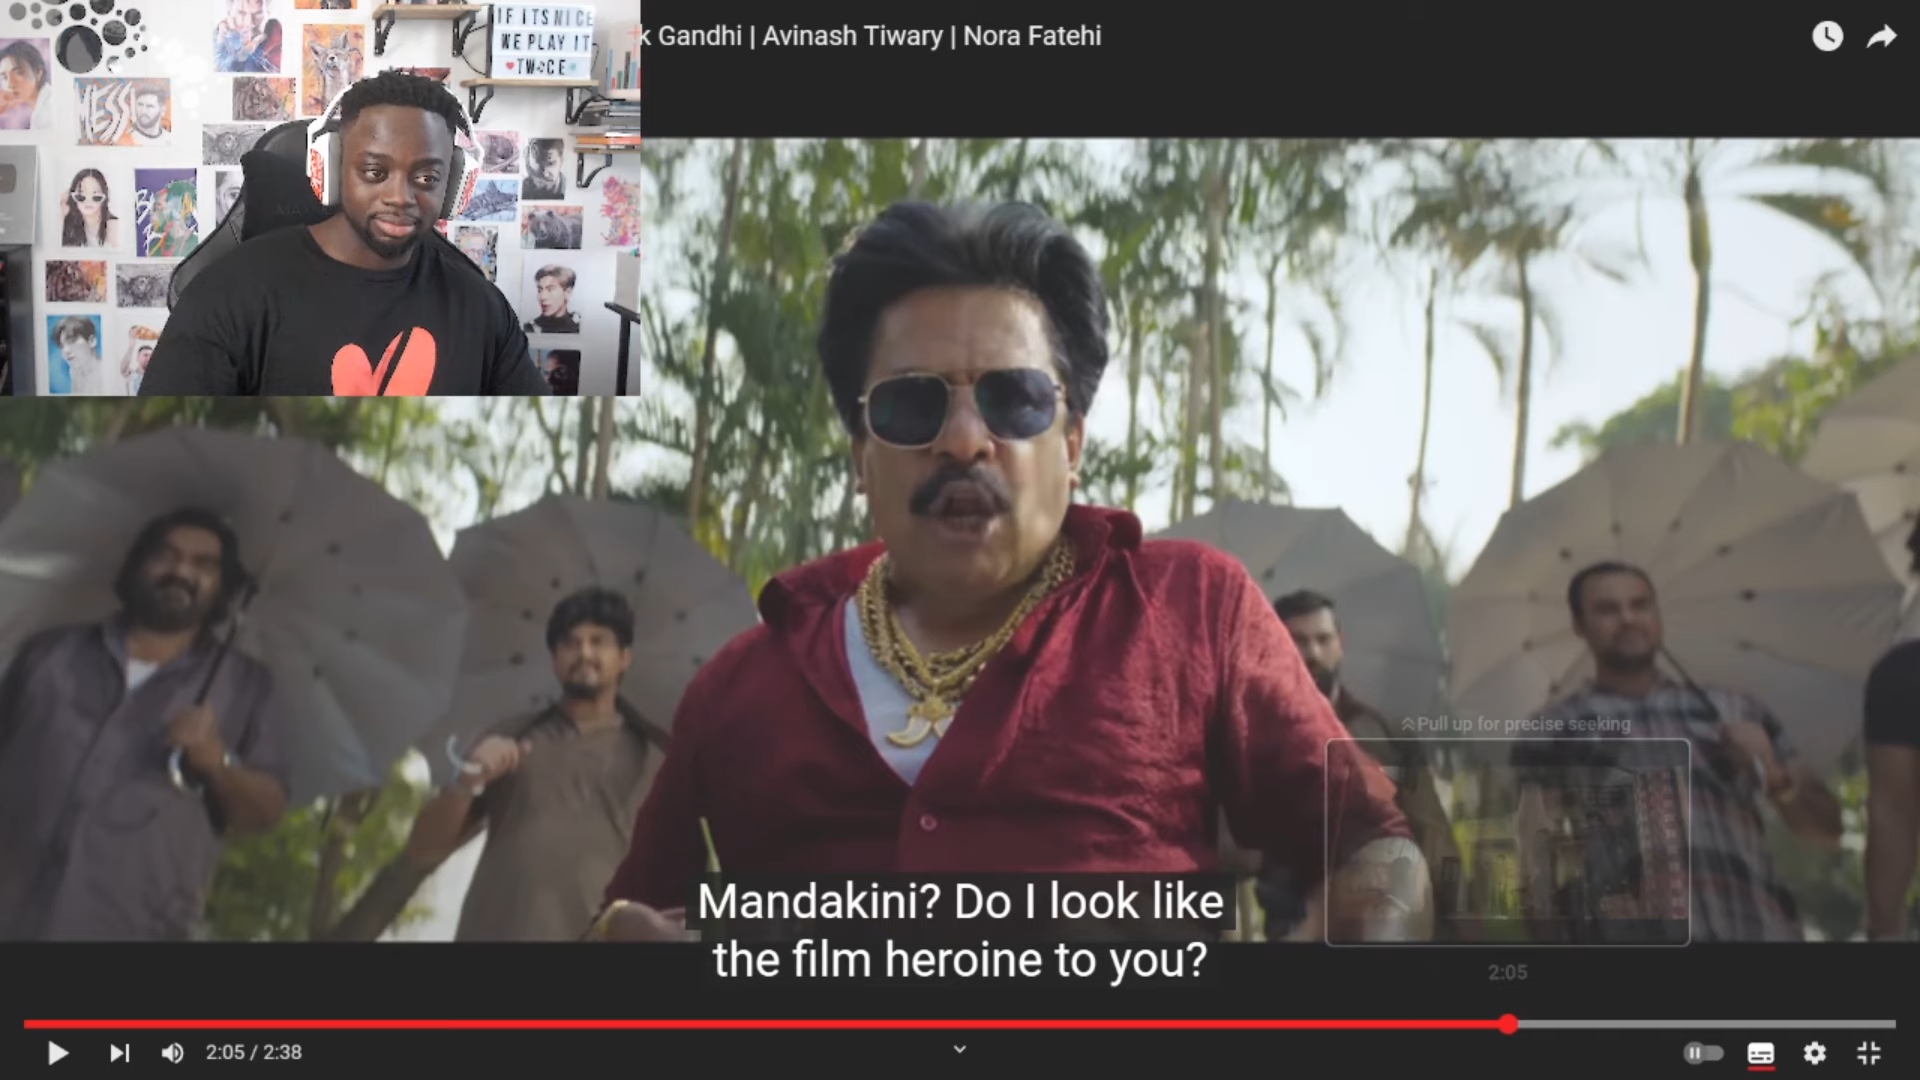 IF ITS NICE
WE PLAY IT
TWICE
k Gandhi | Avinash Tiwary | Nora Fatehi
MESSI
Pull up for precise seeking
Mandakini? Do I look like
the film heroine to you?
2:05
2:05 / 2:38